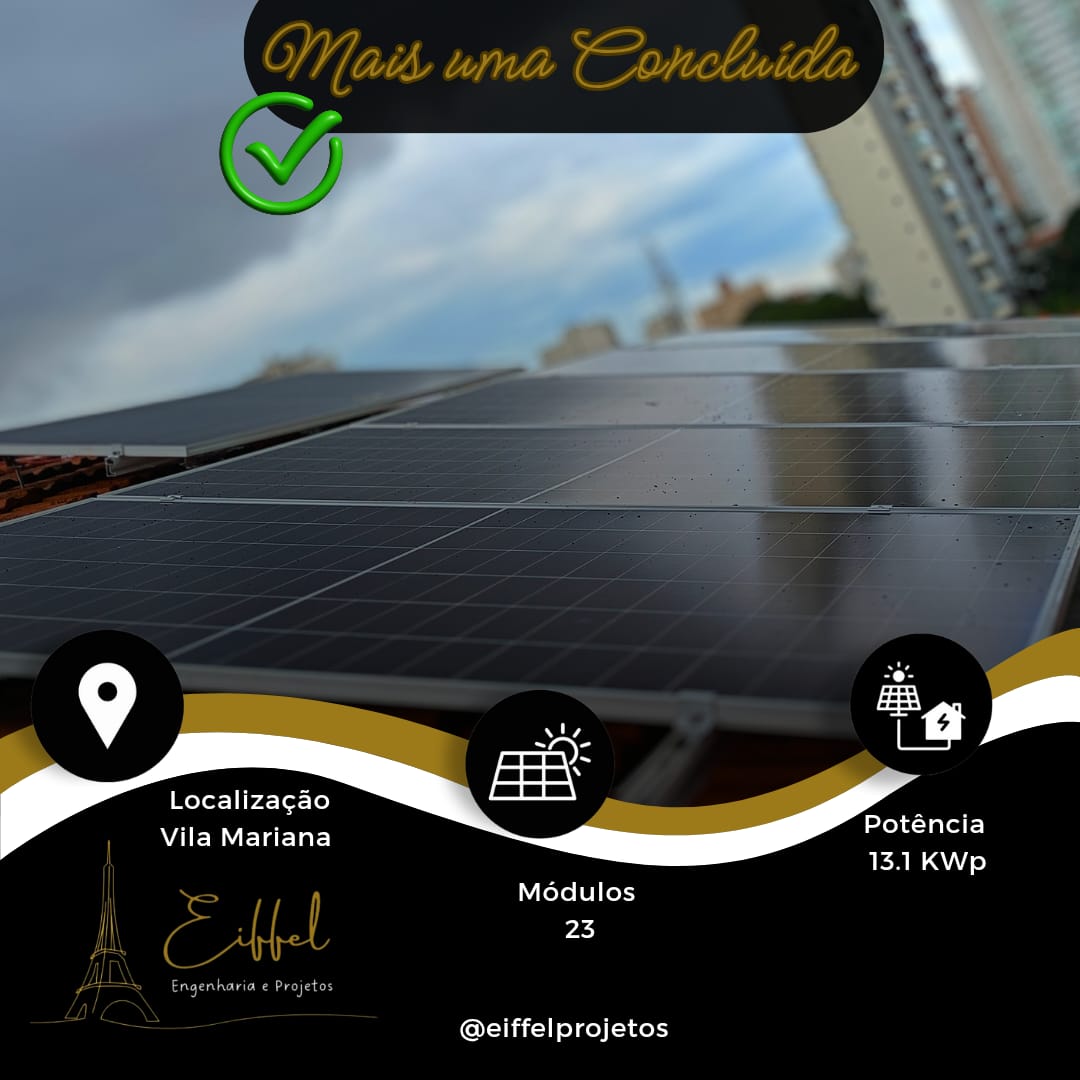 Mais uma Concluída
Localização
Vila Mariana
Módulos
23
Potência
13.1 KWp
Eiffel
Engenharia e Projetos
@eiffelprojetos